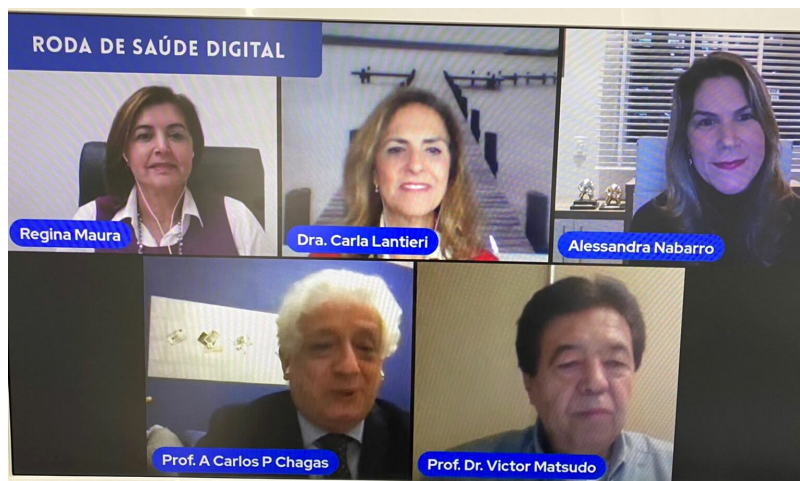 RODA DE SAÚDE DIGITAL
Regina Maura
Dra. Carla Lantieri
Alessandra Nabarro
Prof. A Carlos P Chagas
Prof. Dr. Victor Matsudo